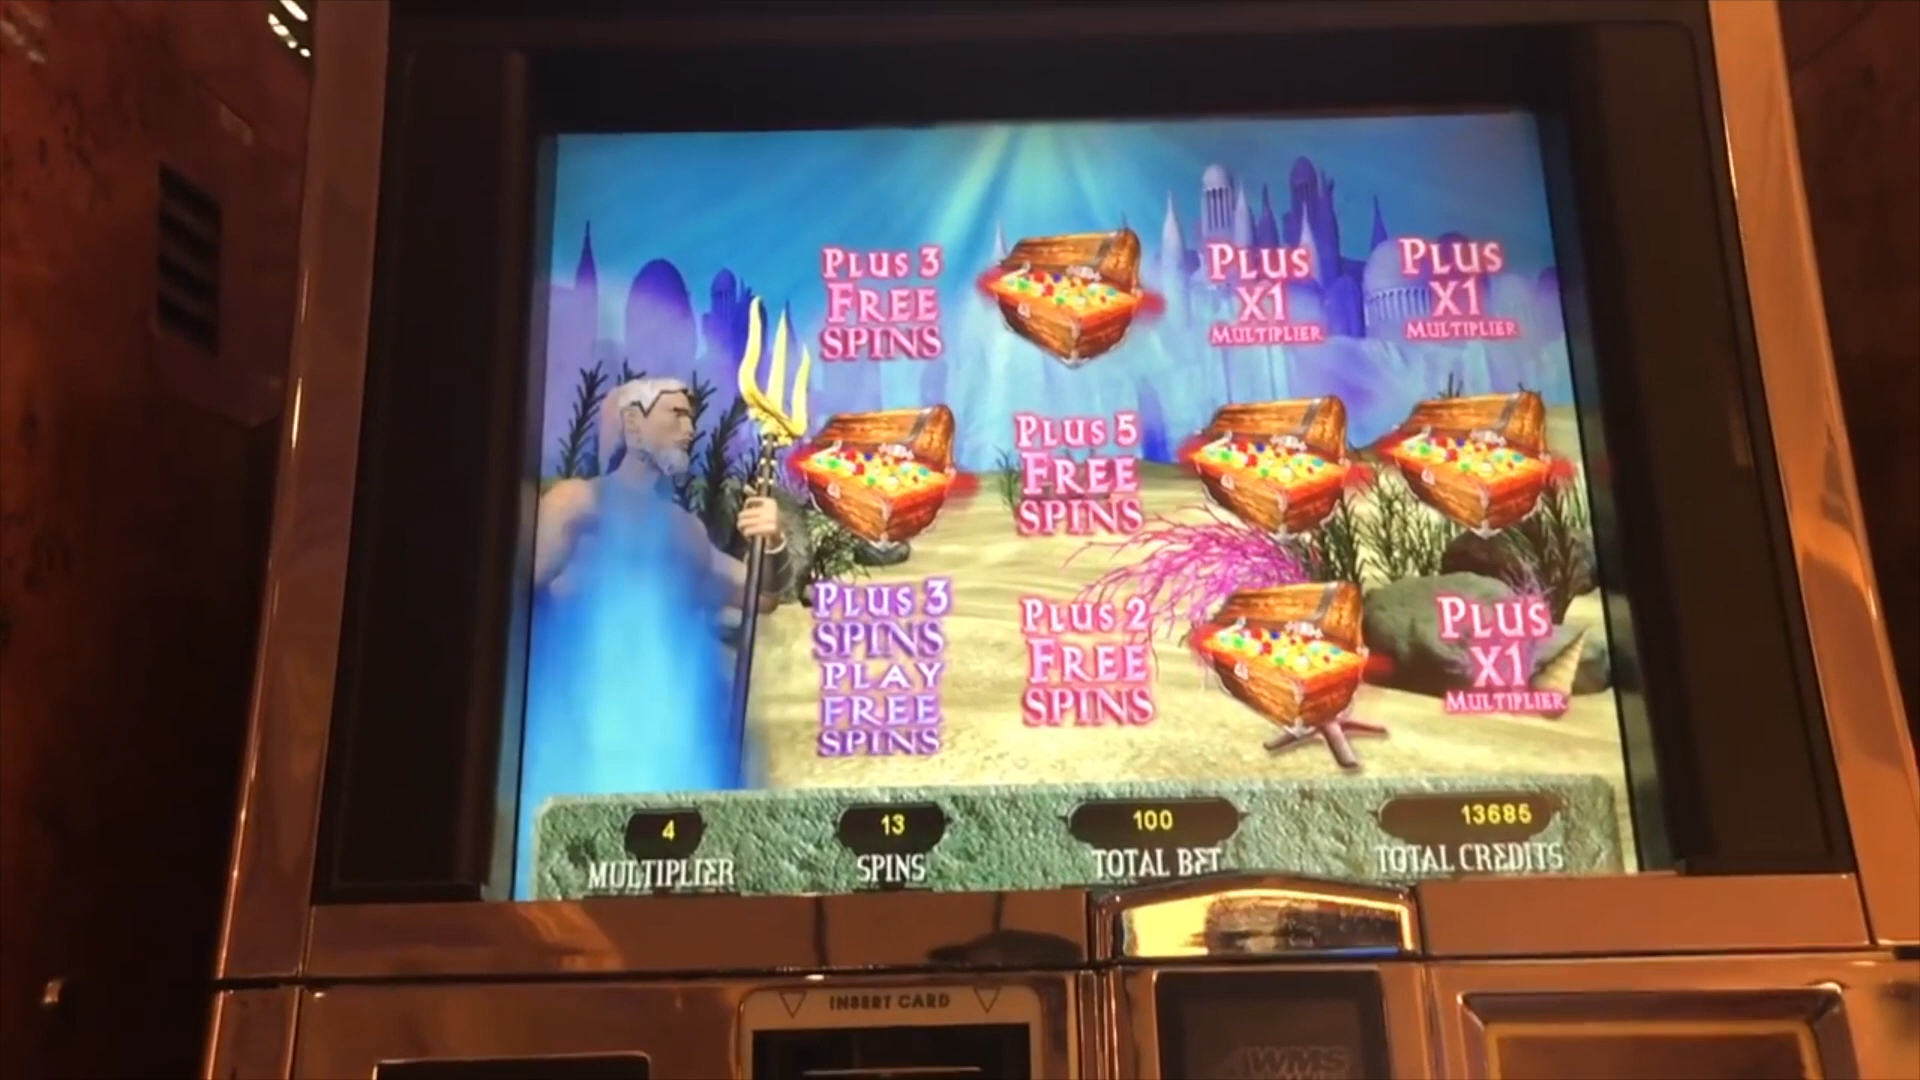 PLUS 3
FREE
SPINS
PLUS
X1
MULTIPLIER
PLUS
X1
MULTIPLIER
PLUS 5
FREE
SPINS
PLUS 3
SPINS
PLAY
FREE
SPINS
PLUS 2
FREE
SPINS
PLUS
X1
MULTIPLIER
4
MULTIPLIER
13
SPINS
100
TOTAL BET
13685
TOTAL CREDITS
INSERT CARD
WMS